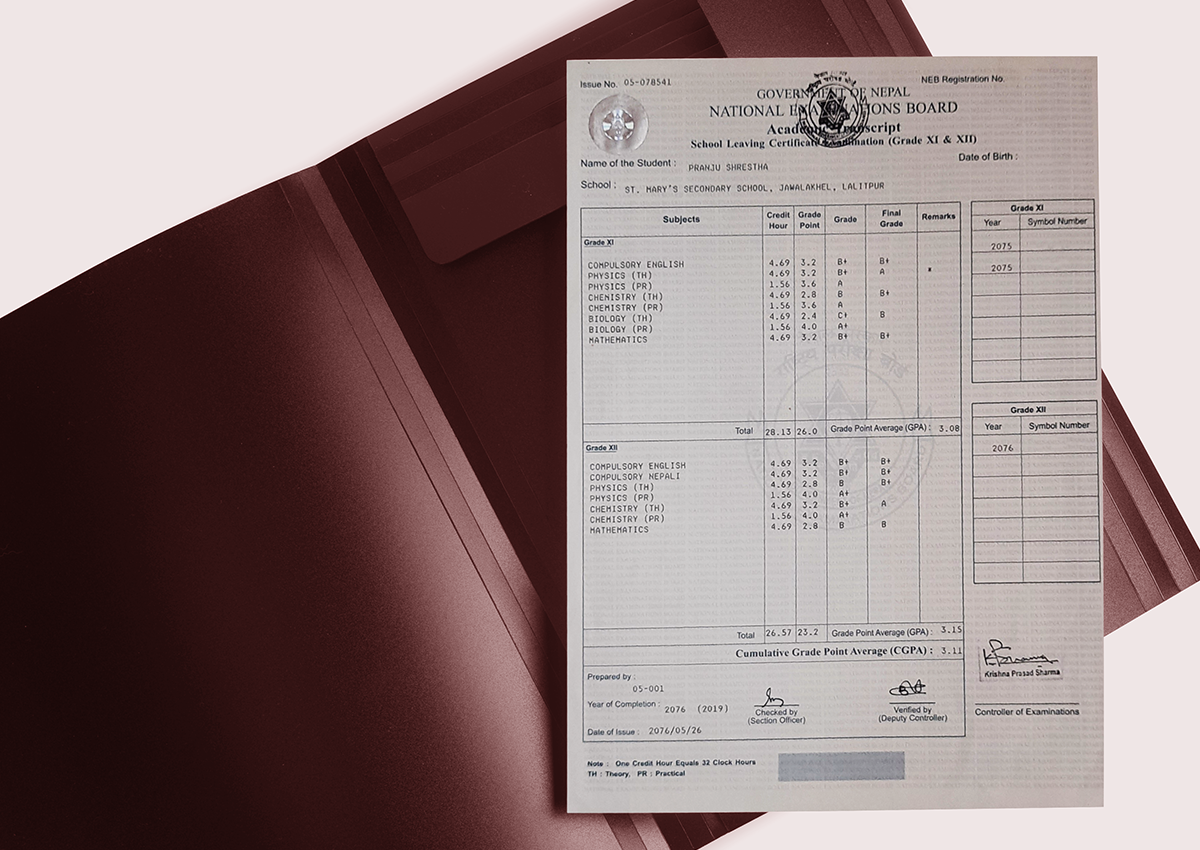 Issue No. 05-078541
NEB Registration No.
GOVERNMENT OF NEPAL
NATIONAL EXAMINATIONS BOARD
Academic Transcript
School Leaving Certificate Examination (Grade XI & XII)
Name of the Student : PRANJU SHRESTHA
Date of Birth :
School : ST. MARY'S SECONDARY SCHOOL, JAWALAKHEL, LALITPUR
Subjects Credit Hour Grade Point Grade Final Grade Remarks
Grade XI
COMPULSORY ENGLISH 4.69 3.2 B+ B+
PHYSICS (TH) 4.69 3.2 B+ A *
PHYSICS (PR) 1.56 3.6 A
CHEMISTRY (TH) 4.69 2.8 B B+
CHEMISTRY (PR) 1.56 3.6 A
BIOLOGY (TH) 4.69 2.4 C+ B
BIOLOGY (PR) 1.56 4.0 A+
MATHEMATICS 4.69 3.2 B+ B+
Total 28.13 26.0 Grade Point Average (GPA) : 3.08
Grade XII
COMPULSORY ENGLISH 4.69 3.2 B+ B+
COMPULSORY NEPALI 4.69 3.2 B+ B+
PHYSICS (TH) 4.69 2.8 B B+
PHYSICS (PR) 1.56 4.0 A+
CHEMISTRY (TH) 4.69 3.2 B+ A
CHEMISTRY (PR) 1.56 4.0 A+
MATHEMATICS 4.69 2.8 B B
Total 26.57 23.2 Grade Point Average (GPA) : 3.15
Cumulative Grade Point Average (CGPA) : 3.11
Grade XI
Year Symbol Number
2075
2075
Grade XII
Year Symbol Number
2076
Prepared by :
05-001
Year of Completion : 2076 (2019)
Date of Issue : 2076/05/26
Checked by
(Section Officer)
Verified by
(Deputy Controller)
Krishna Prasad Sharma
Controller of Examinations
Note : One Credit Hour Equals 32 Clock Hours
TH : Theory, PR : Practical